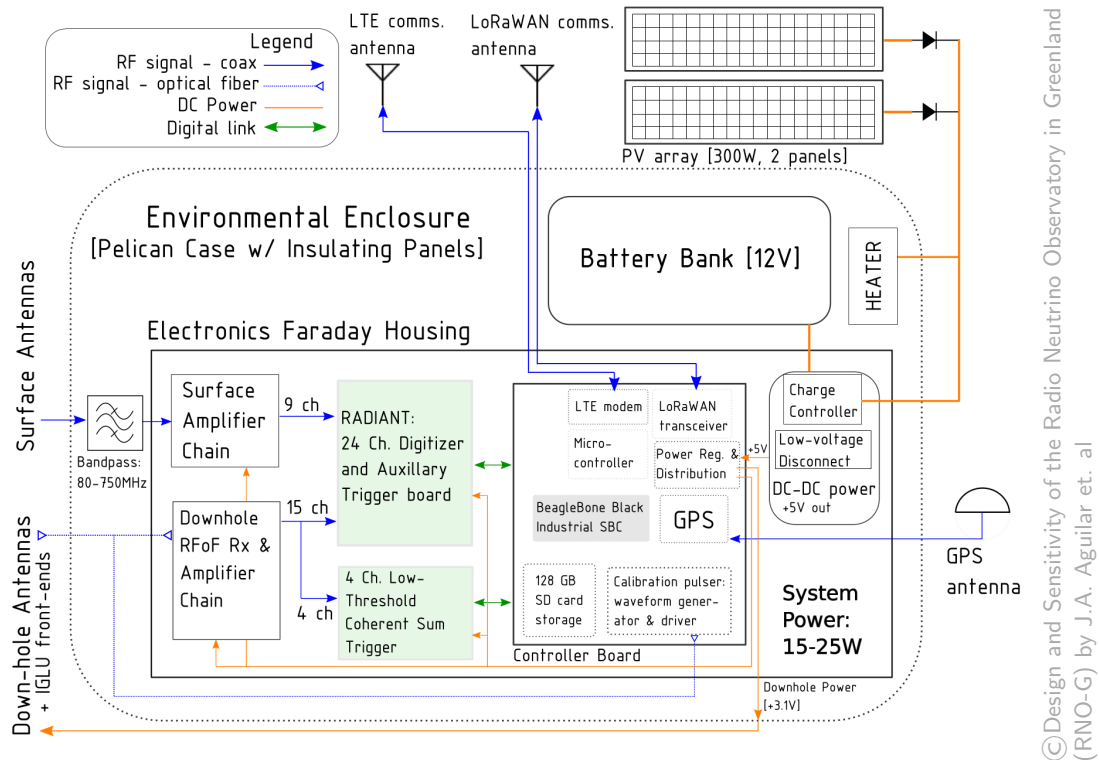 Legend
RF signal - coax
RF signal - optical fiber
DC Power
Digital link
LTE comms.
antenna
LoRaWAN comms.
antenna
PV array [300W, 2 panels]
Environmental Enclosure
[Pelican Case w/ Insulating Panels]
Battery Bank [12V]
HEATER
Electronics Faraday Housing
Surface Antennas
Bandpass:
80-750MHz
Surface
Amplifier
Chain
9 ch
RADIANT:
24 Ch. Digitizer
and Auxillary
Trigger board
LTE modem
LoRaWAN
transceiver
Micro-
controller
Power Reg. &
Distribution
+5V
Charge
Controller
Low-voltage
Disconnect
DC-DC power
+5V out
BeagleBone Black
Industrial SBC
GPS
GPS
antenna
Down-hole Antennas
+ IGLU front-ends
Downhole
RFoF Rx &
Amplifier
Chain
15 ch
4 ch
4 Ch. Low-
Threshold
Coherent Sum
Trigger
128 GB
SD card
storage
Calibration pulser:
waveform gener-
ator & driver
System
Power:
15-25W
Controller Board
Downhole Power
[+3.1V]
©Design and Sensitivity of the Radio Neutrino Observatory in Greenland
(RNO-G) by J.A. Aguilar et. al